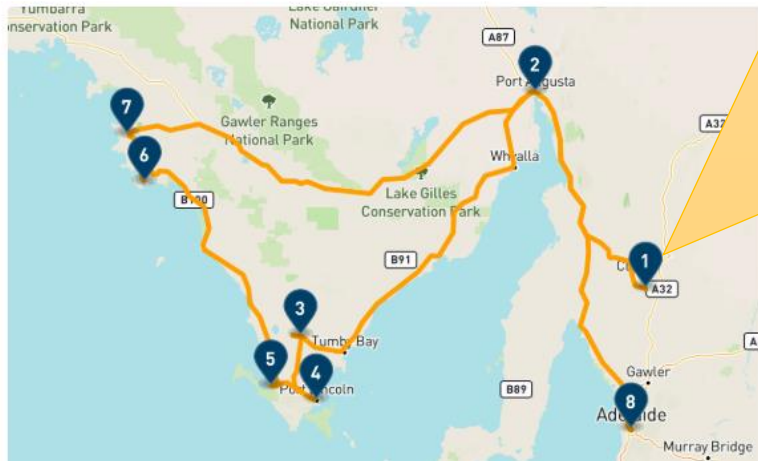 Yumbarra
Conservation Park
Lake Gairdner
National Park
A87
2
Port Augusta
A32
7
Gawler Ranges
National Park
6
Whyalla
B100
Lake Gilles
Conservation Park
B91
1
A32
3
Tumby Bay
5
4
Port Lincoln
B89
Gawler
8
Adelaide
Murray Bridge